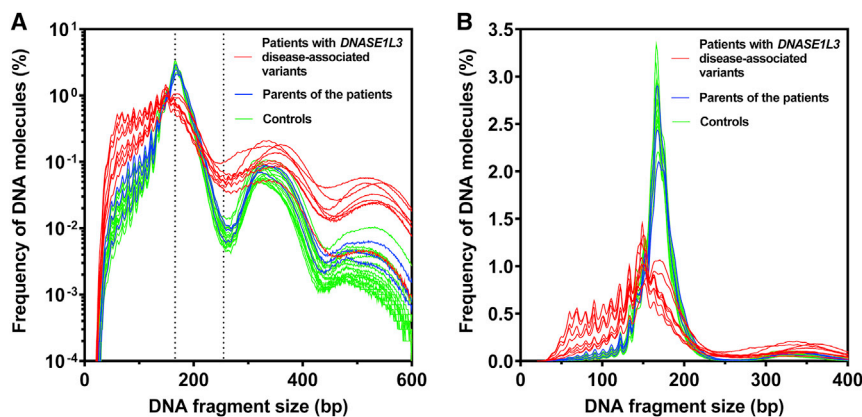 A
Frequency of DNA molecules (%)
10¹
10⁰
10⁻¹
10⁻²
10⁻³
10⁻⁴
0
200
400
600
DNA fragment size (bp)
Patients with DNASE1L3
disease-associated
variants
Parents of the patients
Controls
B
Frequency of DNA molecules (%)
3.5
3.0
2.5
2.0
1.5
1.0
0.5
0.0
0
100
200
300
400
DNA fragment size (bp)
Patients with DNASE1L3
disease-associated
variants
Parents of the patients
Controls